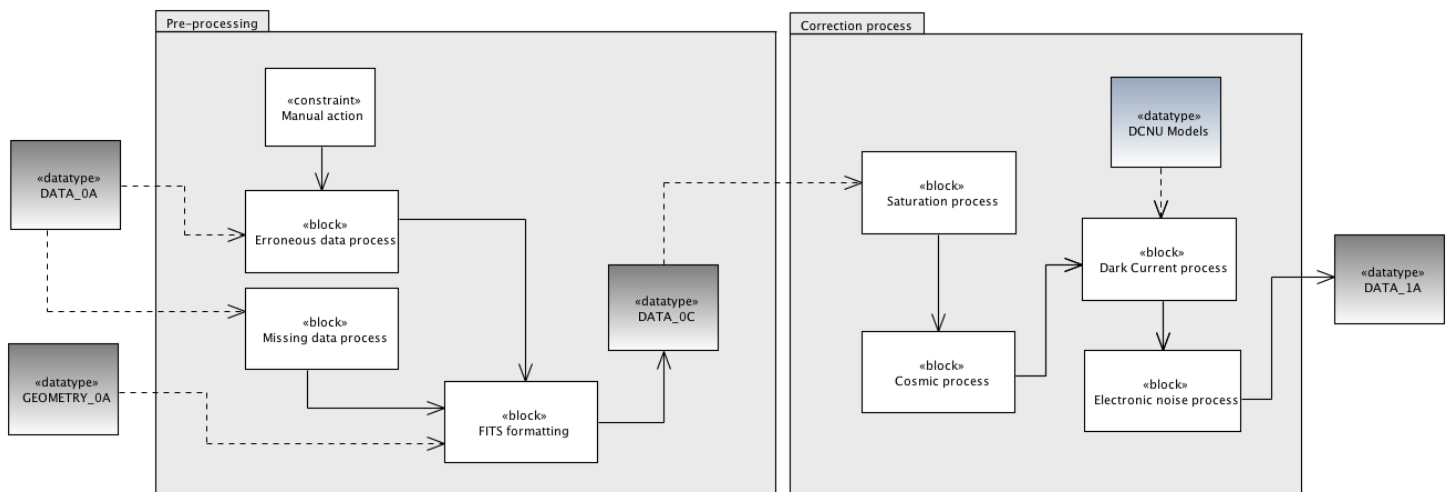 Pre-processing
Correction process
«constraint»
Manual action
«datatype»
DCNU Models
«datatype»
DATA_0A
«block»
Saturation process
«block»
Erroneous data process
«block»
Dark Current process
«datatype»
DATA_1A
«datatype»
DATA_0C
«block»
Missing data process
«block»
Cosmic process
«datatype»
GEOMETRY_0A
«block»
Electronic noise process
«block»
FITS formatting